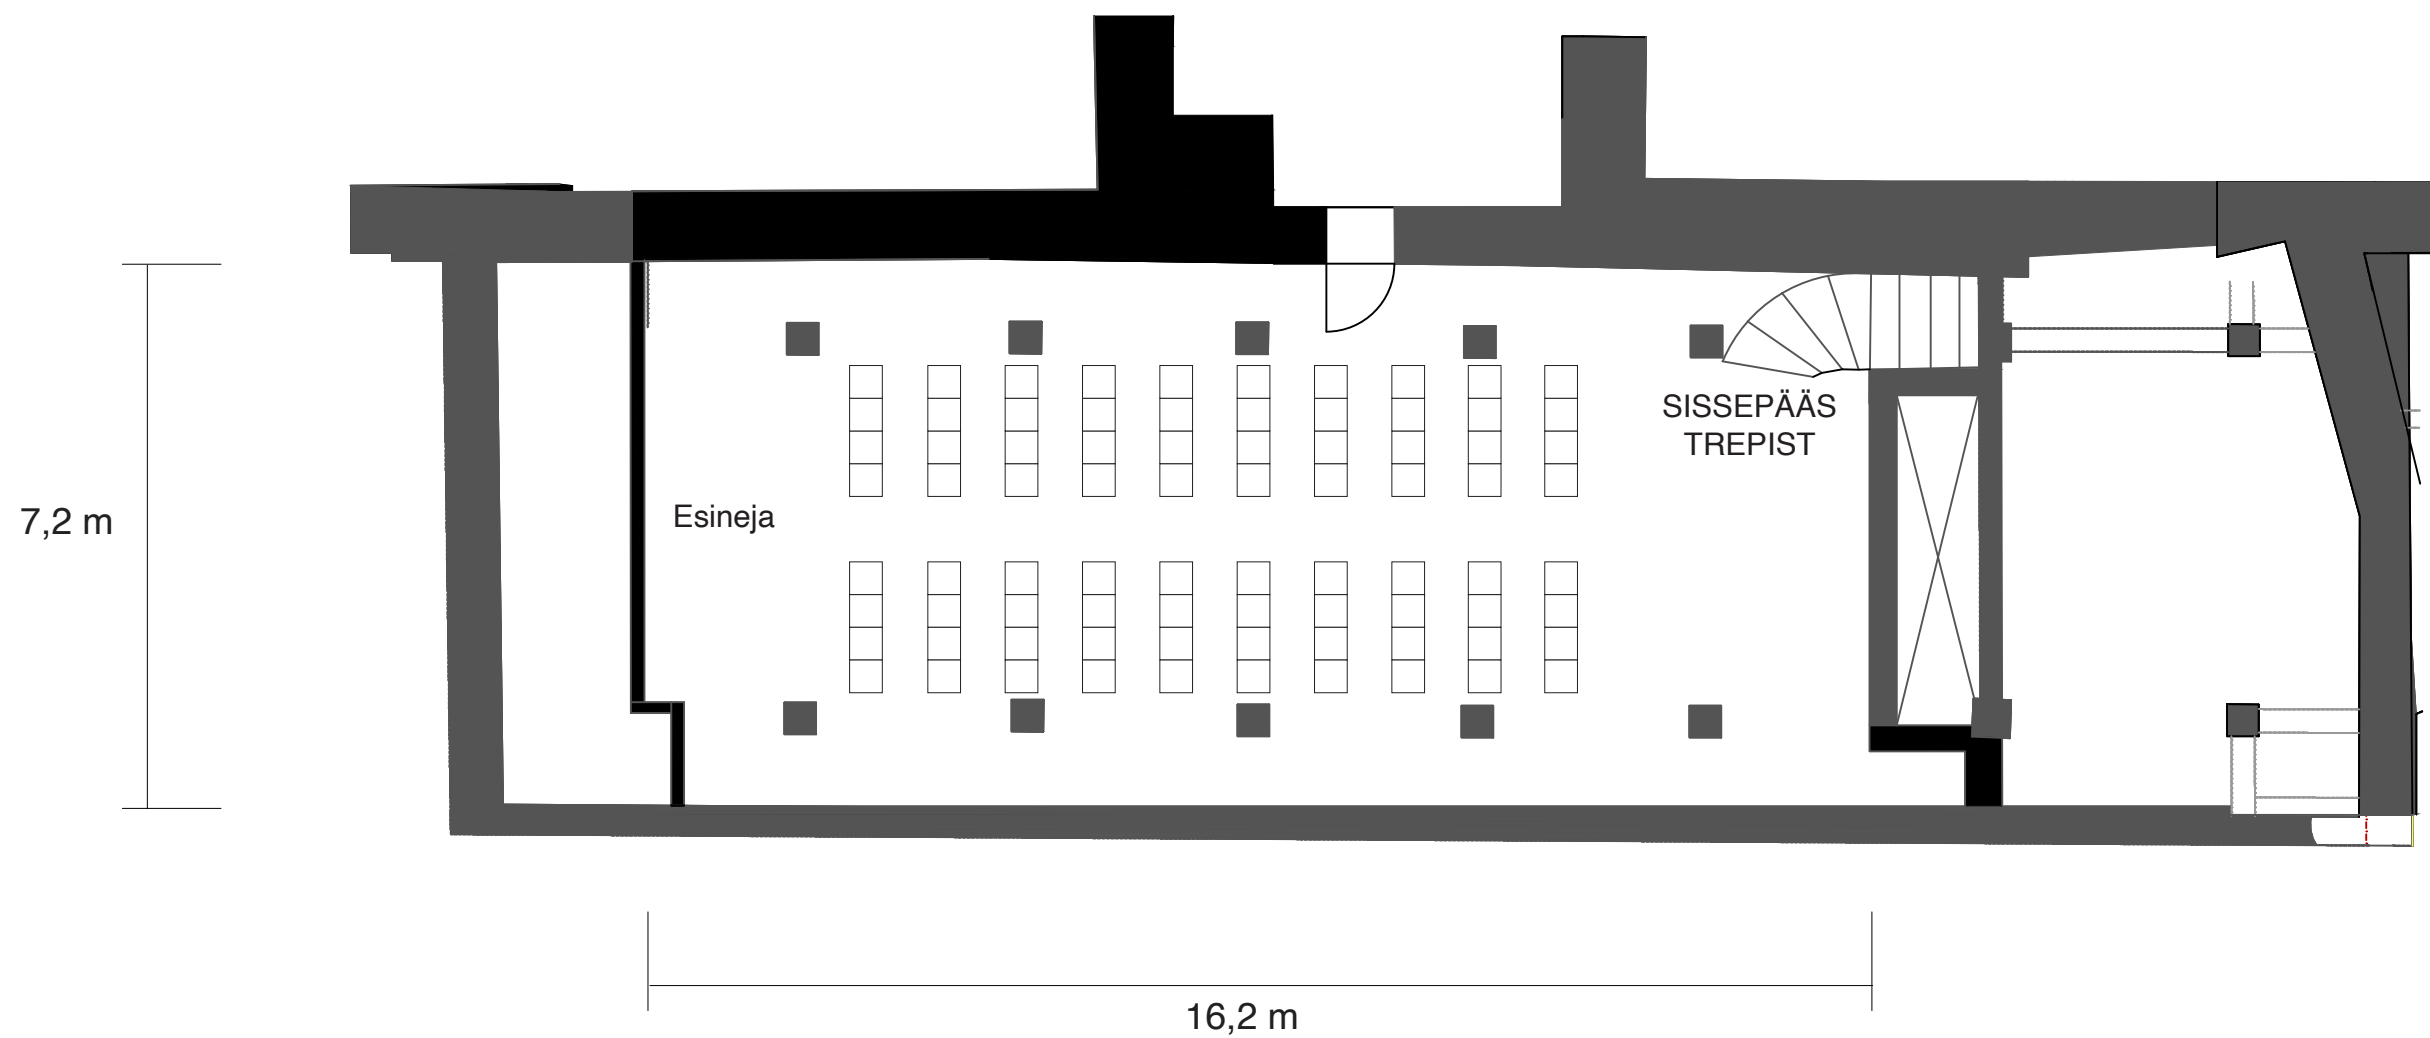 SISSEPÄÄS
TREPIST
Esineja
7,2 m
16,2 m